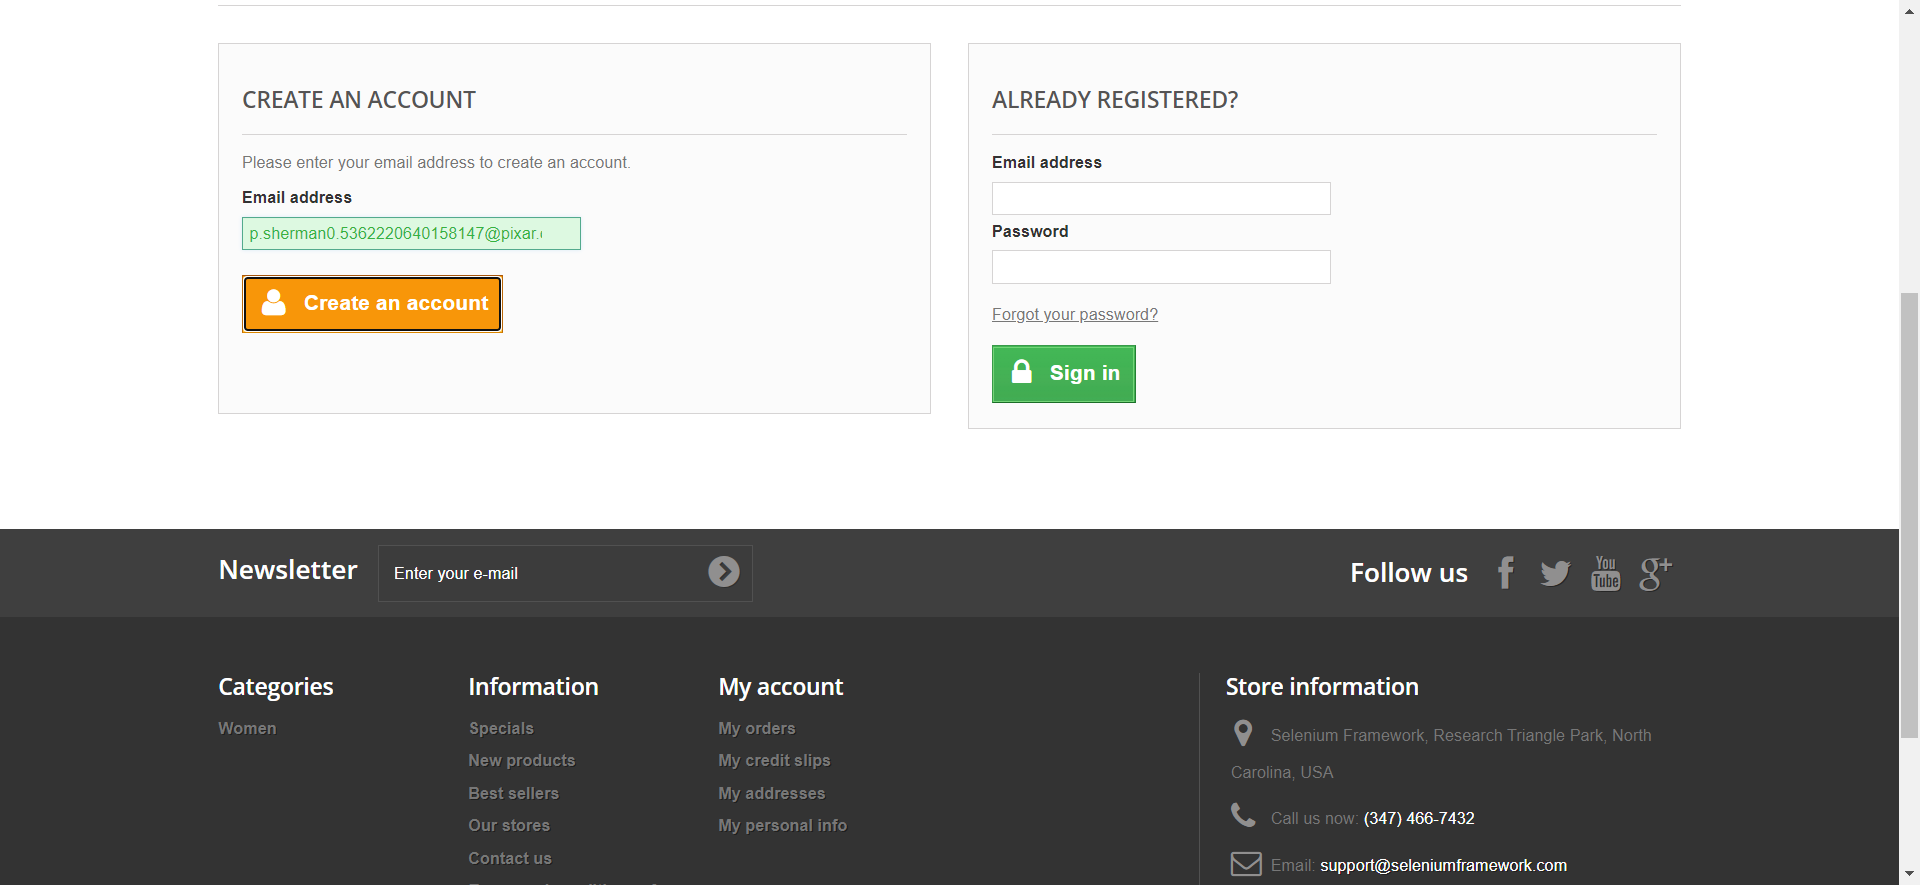 CREATE AN ACCOUNT
Please enter your email address to create an account.
Email address
p.sherman0.5362220640158147@pixar.
Create an account
ALREADY REGISTERED?
Email address
Password
Forgot your password?
Sign in
Newsletter
Enter your e-mail
Follow us
You
Tube
g+
Categories
Women
Information
Specials
New products
Best sellers
Our stores
Contact us
My account
My orders
My credit slips
My addresses
My personal info
Store information
Selenium Framework, Research Triangle Park, North
Carolina, USA
Call us now: (347) 466-7432
Email: support@seleniumframework.com